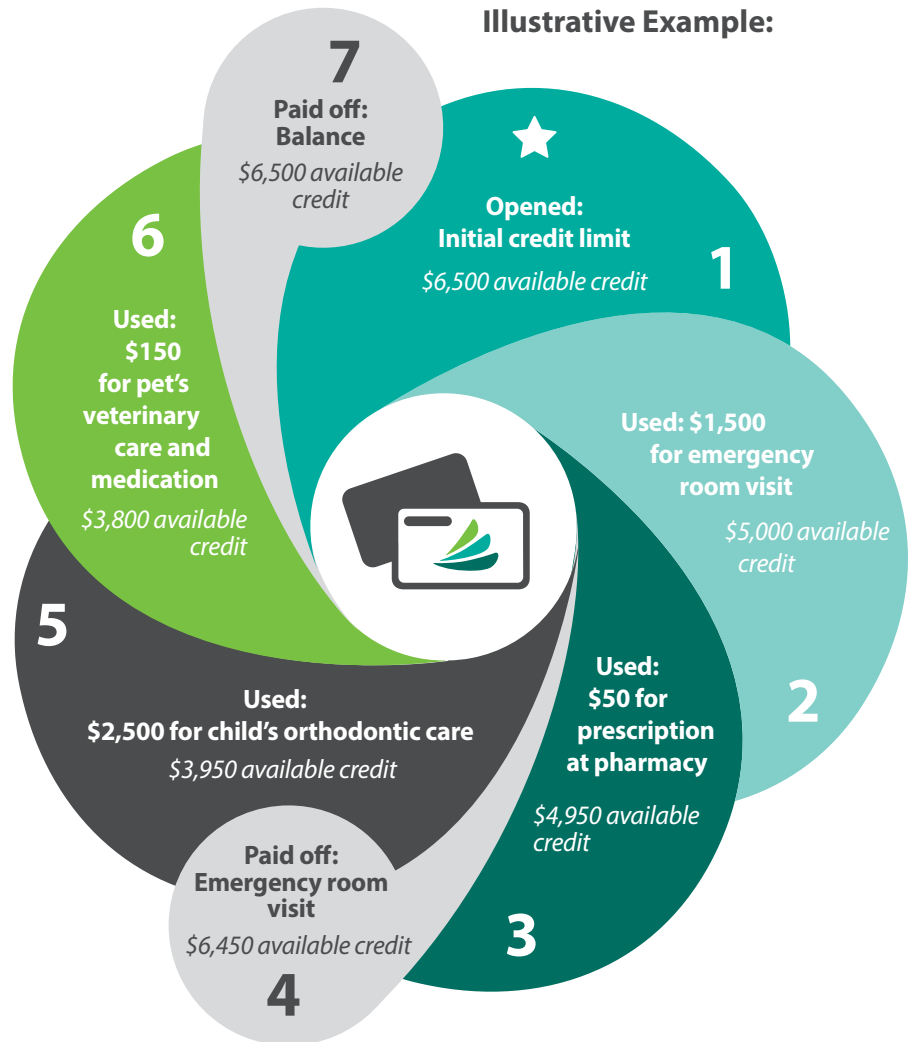 Illustrative Example:
1
Opened:
Initial credit limit
$6,500 available credit
2
Used: $1,500
for emergency
room visit
$5,000 available
credit
3
Used:
$50 for
prescription
at pharmacy
$4,950 available
credit
4
Paid off:
Emergency room
visit
$6,450 available credit
5
Used:
$2,500 for child’s orthodontic care
$3,950 available credit
6
Used:
$150
for pet’s
veterinary
care and
medication
$3,800 available
credit
7
Paid off:
Balance
$6,500 available
credit